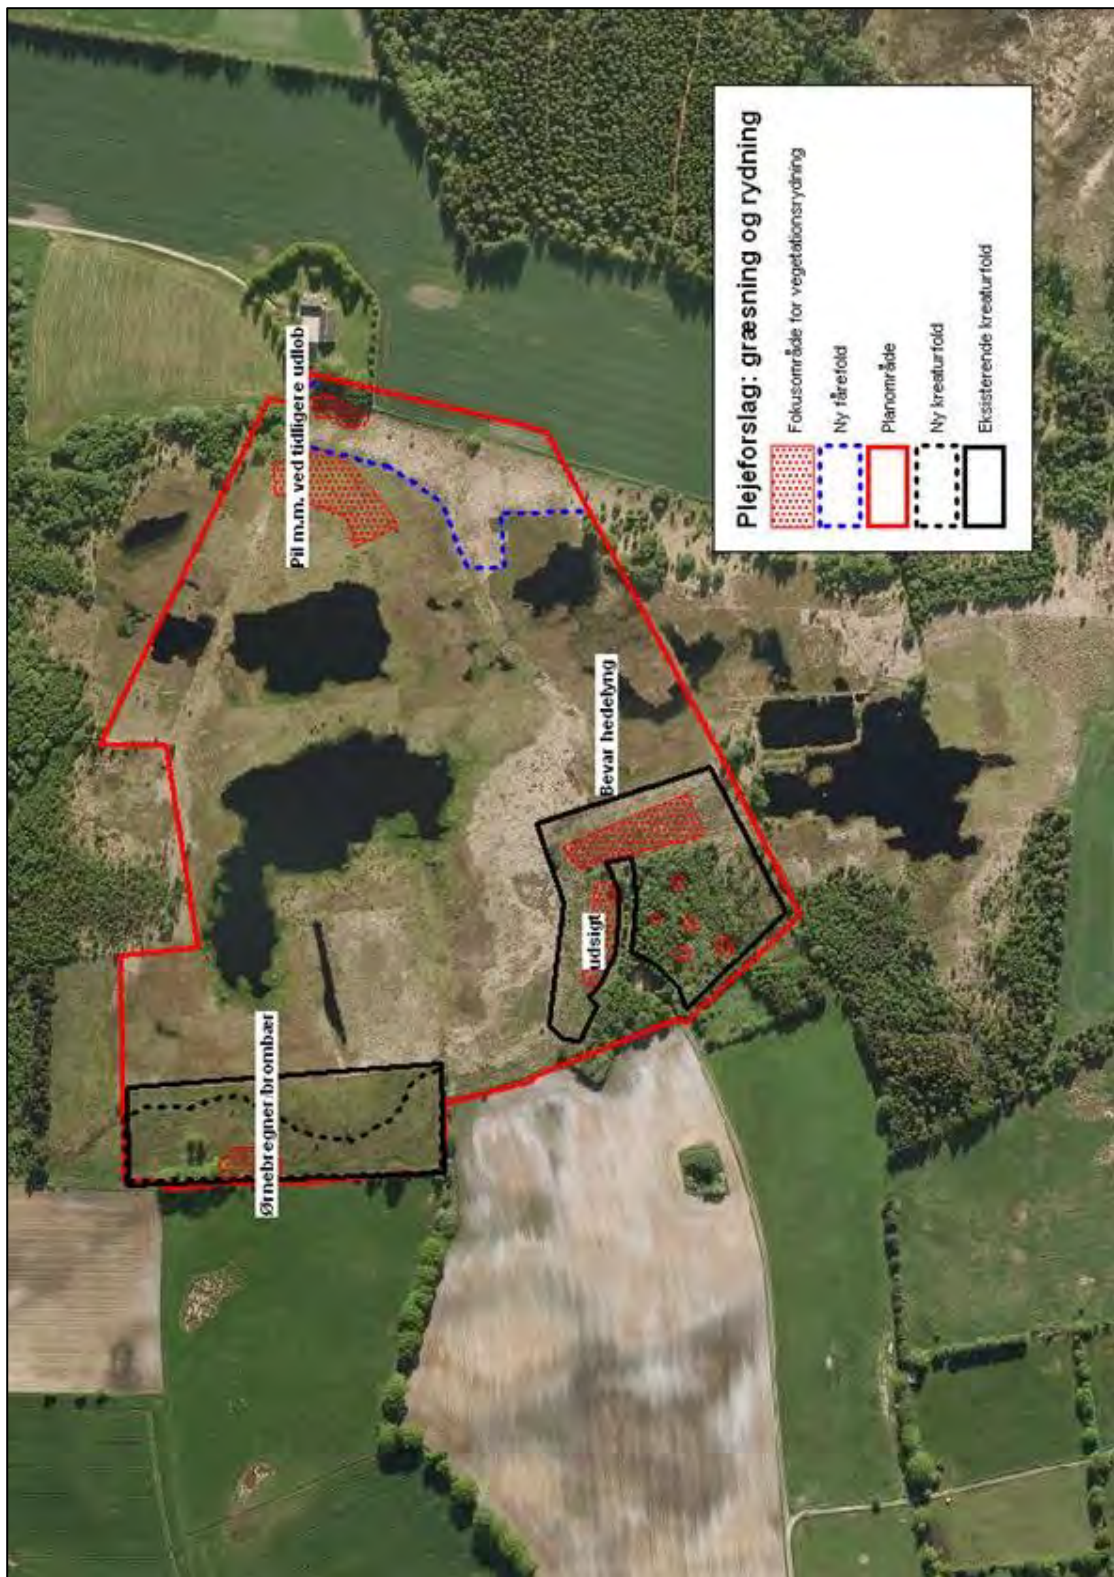 Pil m.m. ved tidligere udløb
Ørnebregner/brombær
udsigt
Bevar hedelyng
Plejeforslag: græsning og rydning
Fokusområde for vegetationsrydning
Ny fårefold
Planområde
Ny kreaturfold
Eksisterende kreaturfold